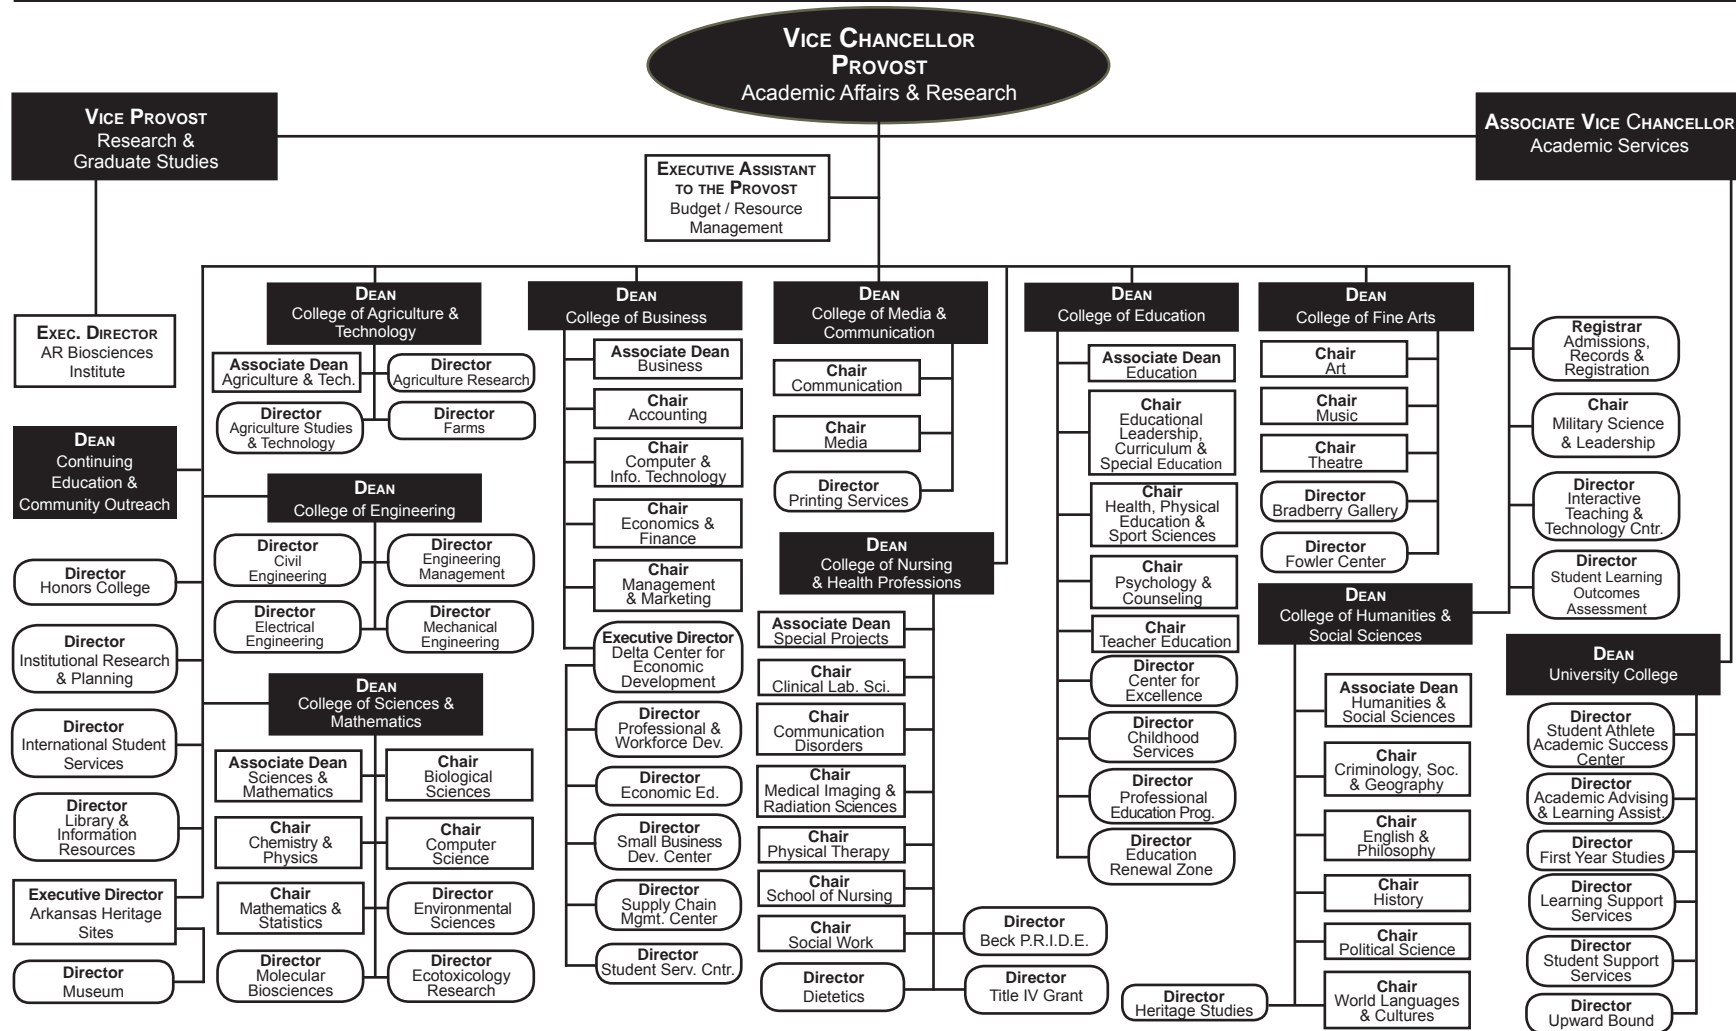 VICE CHANCELLOR
PROVOST
Academic Affairs & Research
VICE PROVOST
Research &
Graduate Studies
ASSOCIATE VICE CHANCELLOR
Academic Services
EXECUTIVE ASSISTANT
TO THE PROVOST
Budget / Resource
Management
EXEC. DIRECTOR
AR Biosciences
Institute
DEAN
Continuing
Education &
Community Outreach
Director
Honors College
Director
Institutional Research
& Planning
Director
International Student
Services
Director
Library &
Information
Resources
Executive Director
Arkansas Heritage
Sites
Director
Museum
DEAN
College of Agriculture &
Technology
Associate Dean
Agriculture & Tech.
Director
Agriculture Research
Director
Agriculture Studies
& Technology
Director
Farms
DEAN
College of Engineering
Director
Civil
Engineering
Director
Engineering
Management
Director
Electrical
Engineering
Director
Mechanical
Engineering
DEAN
College of Sciences &
Mathematics
Associate Dean
Sciences &
Mathematics
Chair
Biological
Sciences
Chair
Chemistry &
Physics
Chair
Computer
Science
Chair
Mathematics &
Statistics
Director
Environmental
Sciences
Director
Molecular
Biosciences
Director
Ecotoxicology
Research
DEAN
College of Business
Associate Dean
Business
Chair
Accounting
Chair
Computer &
Info. Technology
Chair
Economics &
Finance
Chair
Management
& Marketing
Executive Director
Delta Center for
Economic
Development
Director
Professional &
Workforce Dev.
Director
Economic Ed.
Director
Small Business
Dev. Center
Director
Supply Chain
Mgmt. Center
Director
Student Serv. Cntr.
DEAN
College of Media &
Communication
Chair
Communication
Chair
Media
Director
Printing Services
DEAN
College of Nursing
& Health Professions
Associate Dean
Special Projects
Chair
Clinical Lab. Sci.
Chair
Communication
Disorders
Chair
Medical Imaging &
Radiation Sciences
Chair
Physical Therapy
Chair
School of Nursing
Chair
Social Work
Director
Beck P.R.I.D.E.
Director
Dietetics
Director
Title IV Grant
DEAN
College of Education
Associate Dean
Education
Chair
Educational
Leadership,
Curriculum &
Special Education
Chair
Health, Physical
Education &
Sport Sciences
Chair
Psychology &
Counseling
Chair
Teacher Education
Director
Center for
Excellence
Director
Childhood
Services
Director
Professional
Education Prog.
Director
Education
Renewal Zone
DEAN
College of Fine Arts
Chair
Art
Chair
Music
Chair
Theatre
Director
Bradberry Gallery
Director
Fowler Center
DEAN
College of Humanities &
Social Sciences
Associate Dean
Humanities &
Social Sciences
Chair
Criminology, Soc.
& Geography
Chair
English &
Philosophy
Chair
History
Chair
Political Science
Director
Heritage Studies
Chair
World Languages
& Cultures
Registrar
Admissions,
Records &
Registration
Chair
Military Science
& Leadership
Director
Interactive
Teaching &
Technology Cntr.
Director
Student Learning
Outcomes
Assessment
DEAN
University College
Director
Student Athlete
Academic Success
Center
Director
Academic Advising
& Learning Assist.
Director
First Year Studies
Director
Learning Support
Services
Director
Student Support
Services
Director
Upward Bound